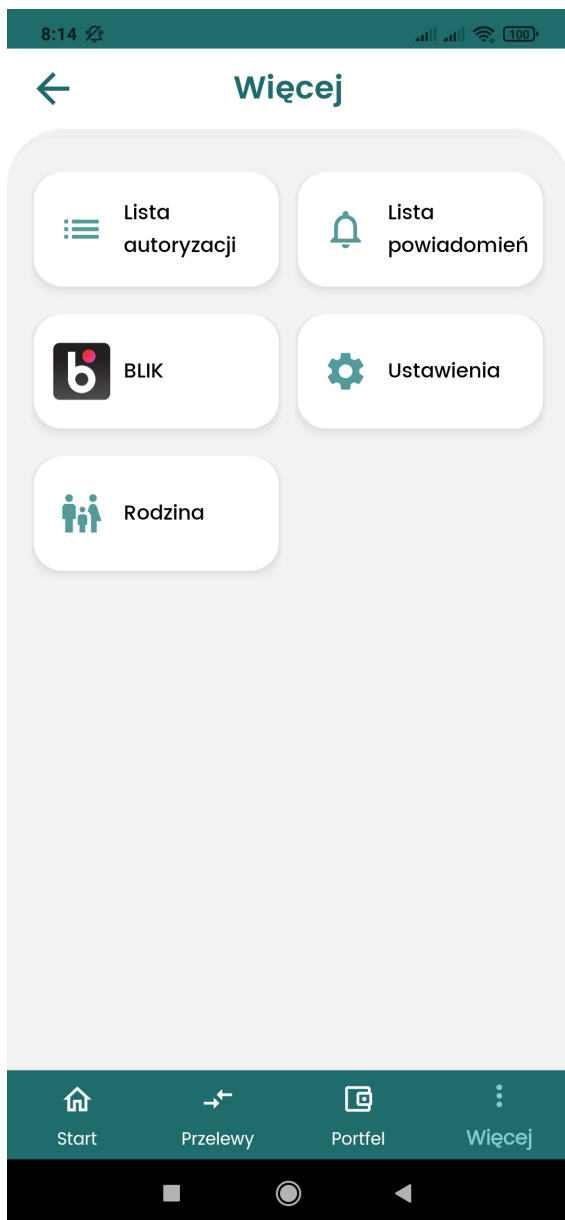 8:14
100
Więcej
Lista
autoryzacji
Lista
powiadomień
BLIK
Ustawienia
Rodzina
Start
Przelewy
Portfel
Więcej